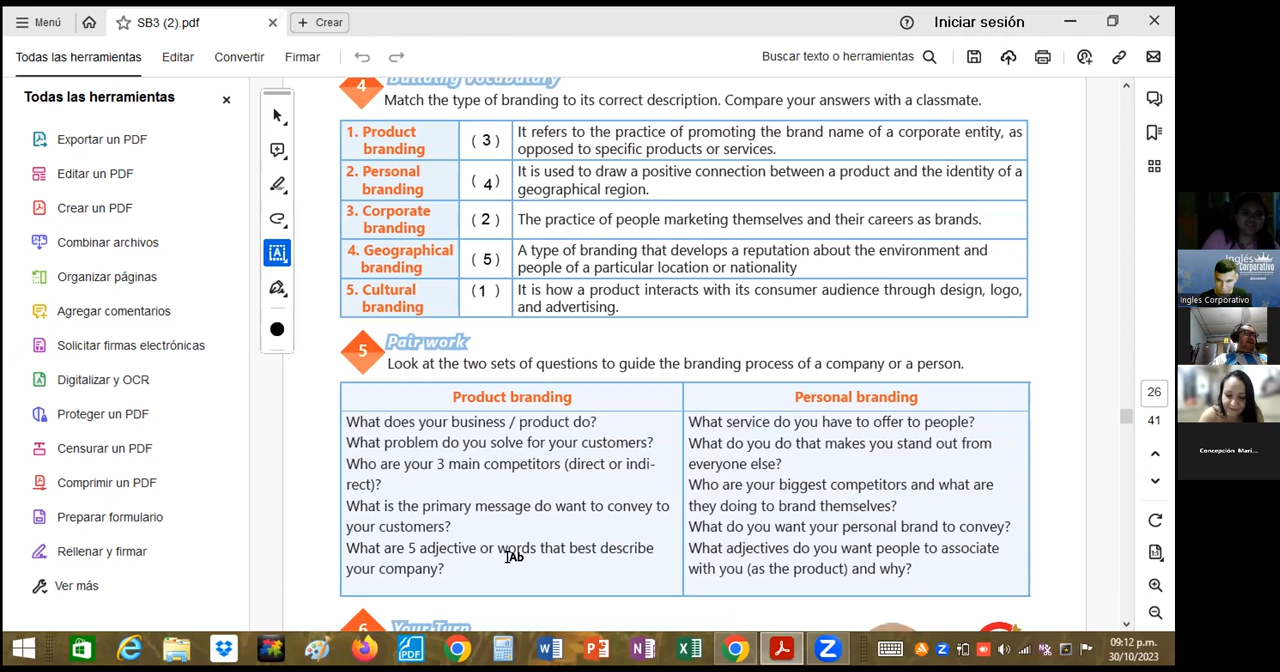 Menú
SB3 (2).pdf
+ Crear
Iniciar sesión
Todas las herramientas
Editar
Convertir
Firmar
Buscar texto o herramientas
Todas las herramientas
Exportar un PDF
Editar un PDF
Crear un PDF
Combinar archivos
Organizar páginas
Agregar comentarios
Solicitar firmas electrónicas
Digitalizar y OCR
Proteger un PDF
Censurar un PDF
Comprimir un PDF
Preparar formulario
Rellenar y firmar
Ver más
4 Building Vocabulary
Match the type of branding to its correct description. Compare your answers with a classmate.
1. Product branding ( 3 ) It refers to the practice of promoting the brand name of a corporate entity, as
opposed to specific products or services.
2. Personal branding ( 4 ) It is used to draw a positive connection between a product and the identity of a
geographical region.
3. Corporate branding ( 2 ) The practice of people marketing themselves and their careers as brands.
4. Geographical branding ( 5 ) A type of branding that develops a reputation about the environment and
people of a particular location or nationality
5. Cultural branding ( 1 ) It is how a product interacts with its consumer audience through design, logo,
and advertising.
5 Pair work
Look at the two sets of questions to guide the branding process of a company or a person.
Product branding
What does your business / product do?
What problem do you solve for your customers?
Who are your 3 main competitors (direct or indi-
rect)?
What is the primary message do want to convey to
your customers?
What are 5 adjective or words that best describe
your company?
Personal branding
What service do you have to offer to people?
What do you do that makes you stand out from
everyone else?
Who are your biggest competitors and what are
they doing to brand themselves?
What do you want your personal brand to convey?
What adjectives do you want people to associate
with you (as the product) and why?
6 Your Turn
26
41
Inglés
Corporativo
Ingles Corporativo
Concepción Mari...
09:12 p.m.
30/10/2023